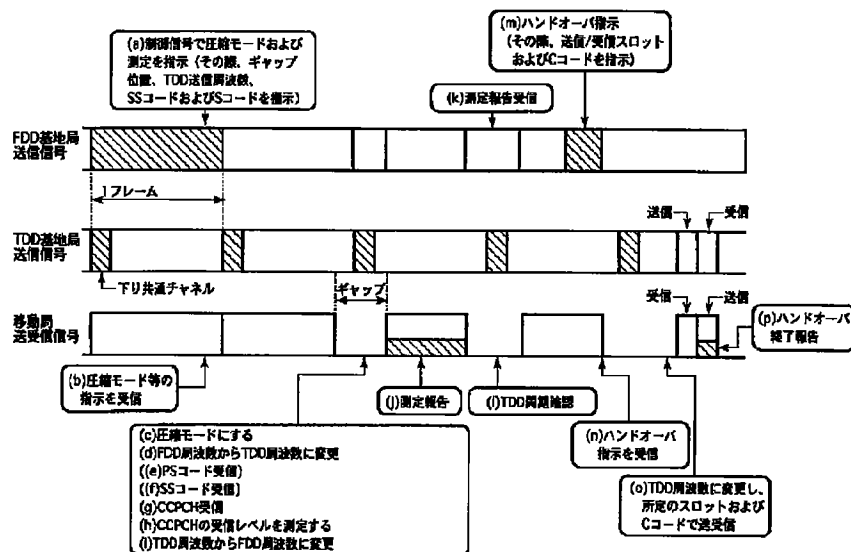 (a)制御信号で圧縮モードおよび
測定を指示(その際、ギャップ
位置、TDD送信周波数、
SSコードおよびSコードを指示)
(m)ハンドオーバ指示
(その際、送信/受信スロット
およびCコードを指示)
(k)測定報告受信
FDD基地局
送信信号
1フレーム
送信
受信
TDD基地局
送信信号
下り共通チャネル
ギャップ
受信
送信
移動局
送受信信号
(p)ハンドオーバ
終了報告
(b)圧縮モード等の
指示を受信
(j)測定報告
(l)TDD周期確認
(n)ハンドオーバ
指示を受信
(c)圧縮モードにする
(d)FDD周波数からTDD周波数に変更
((e)PSコード受信)
((f)SSコード受信)
(g)CCPCH受信
(h)CCPCHの受信レベルを測定する
(i)TDD周波数からFDD周波数に変更
(o)TDD周波数に変更し、
所定のスロットおよび
Cコードで送受信